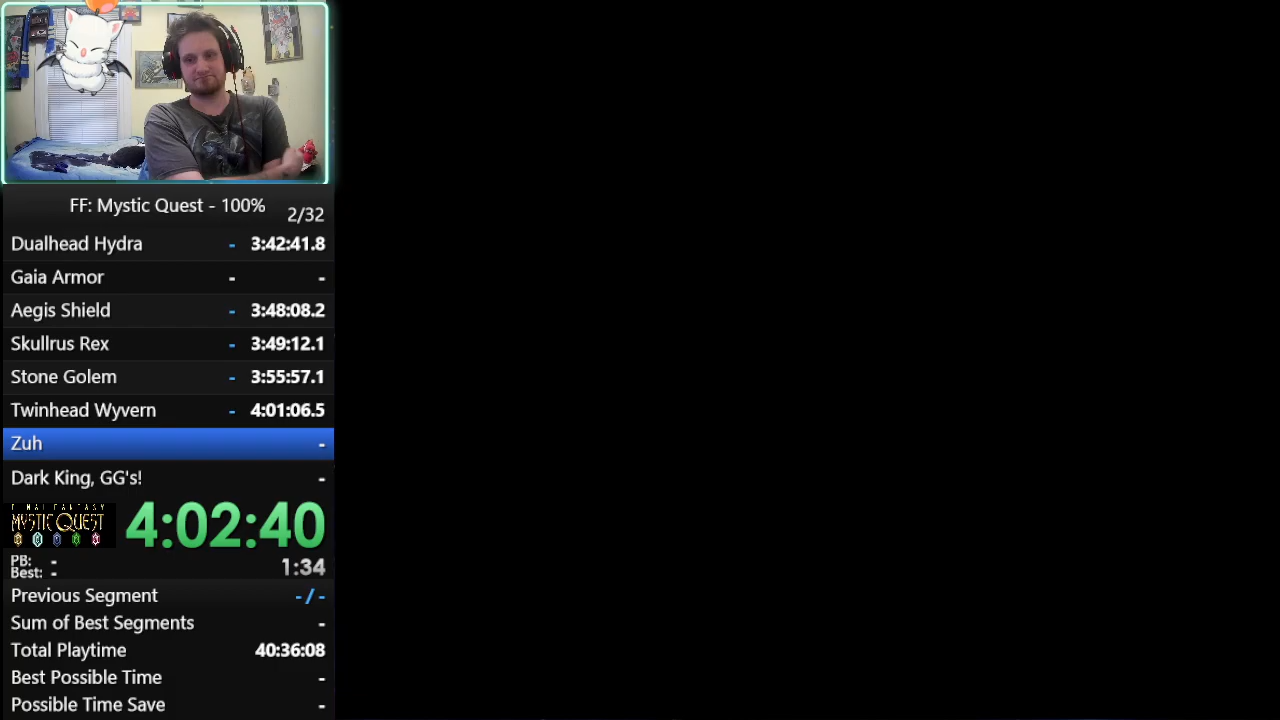 FF: Mystic Quest - 100%
2/32
Dualhead Hydra - 3:42:41.8
Gaia Armor - -
Aegis Shield - 3:48:08.2
Skullrus Rex - 3:49:12.1
Stone Golem - 3:55:57.1
Twinhead Wyvern - 4:01:06.5
Zuh -
Dark King, GG's! -
FINAL FANTASY
MYSTIC QUEST
4:02:40
PB: -
Best: -
1:34
Previous Segment - / -
Sum of Best Segments -
Total Playtime 40:36:08
Best Possible Time -
Possible Time Save -